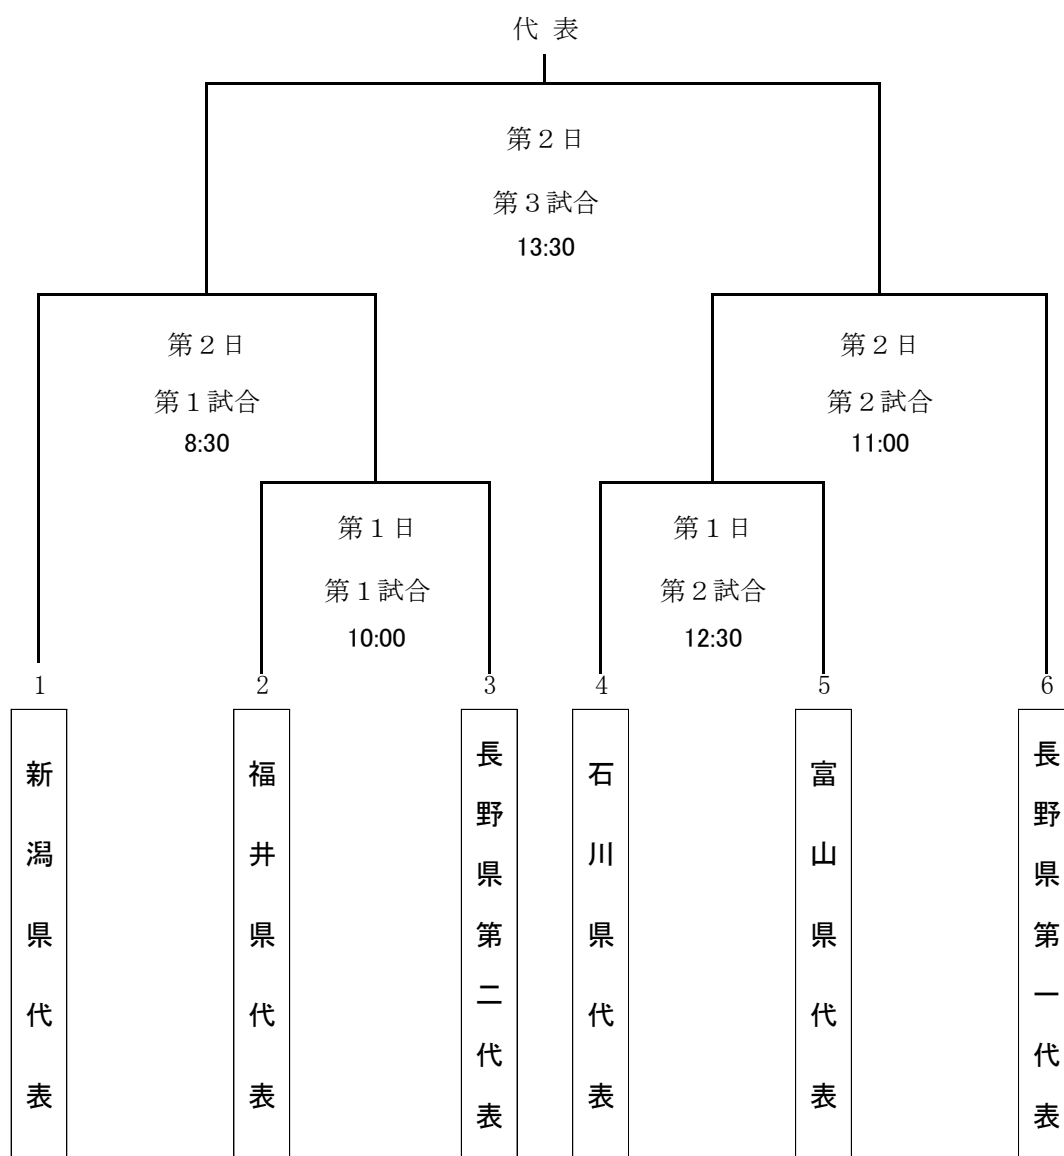 代 表
第２日
第３試合
13:30
第２日
第１試合
8:30
第２日
第２試合
11:00
第１日
第１試合
10:00
第１日
第２試合
12:30
1
2
3
4
5
6
新潟県代表
福井県代表
長野県第二代表
石川県代表
富山県代表
長野県第一代表